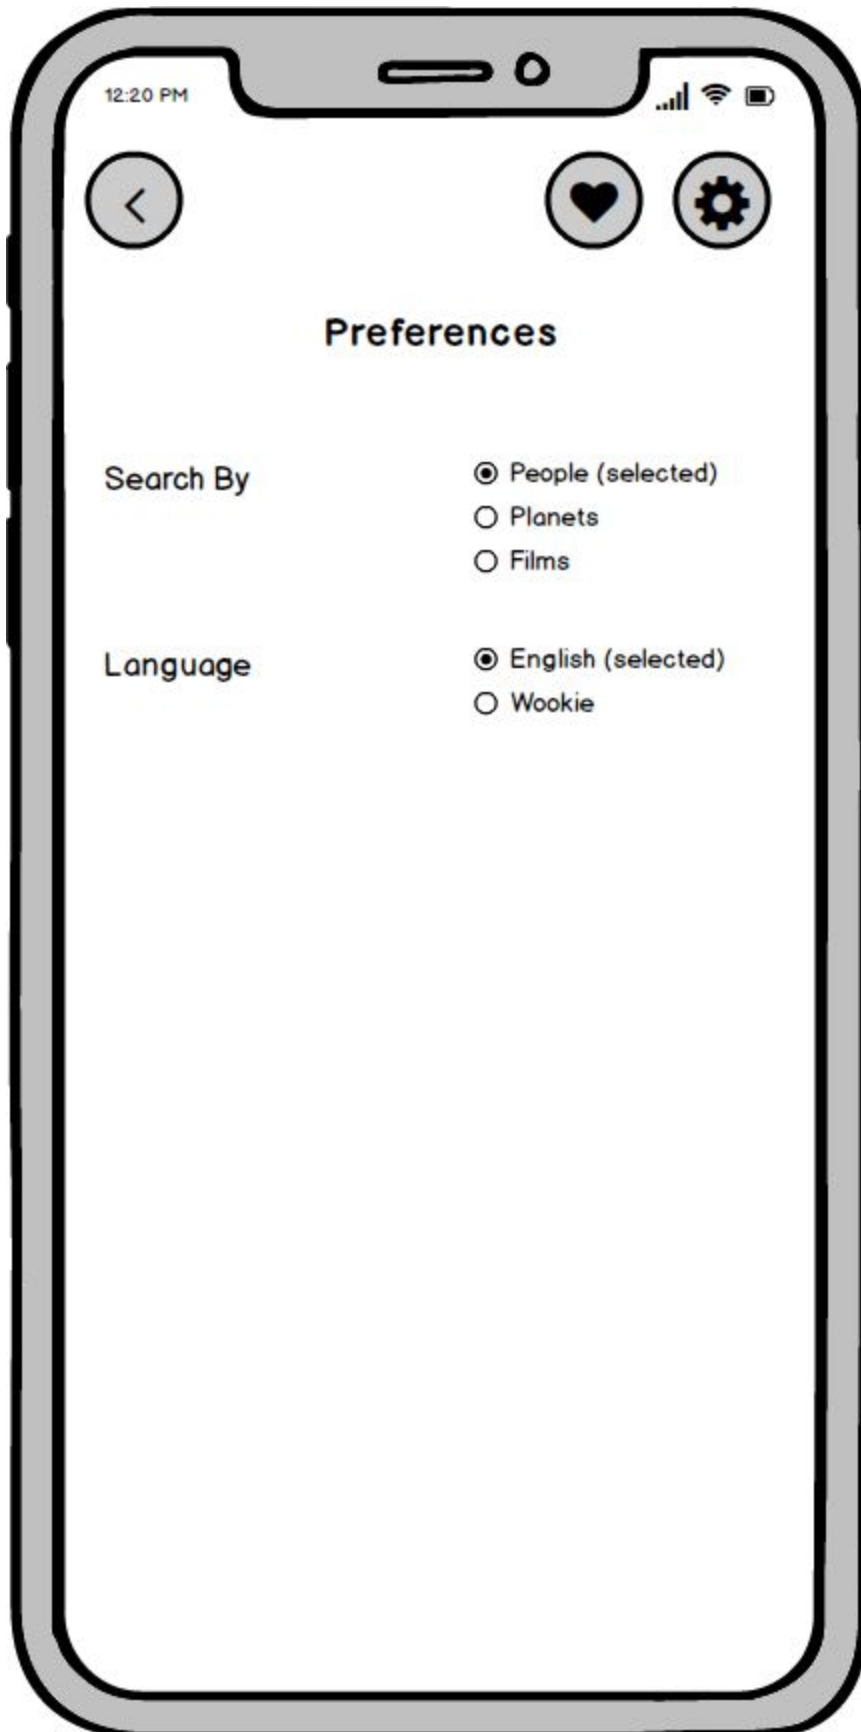 12:20 PM
Preferences
Search By
People (selected)
Planets
Films
Language
English (selected)
Wookie